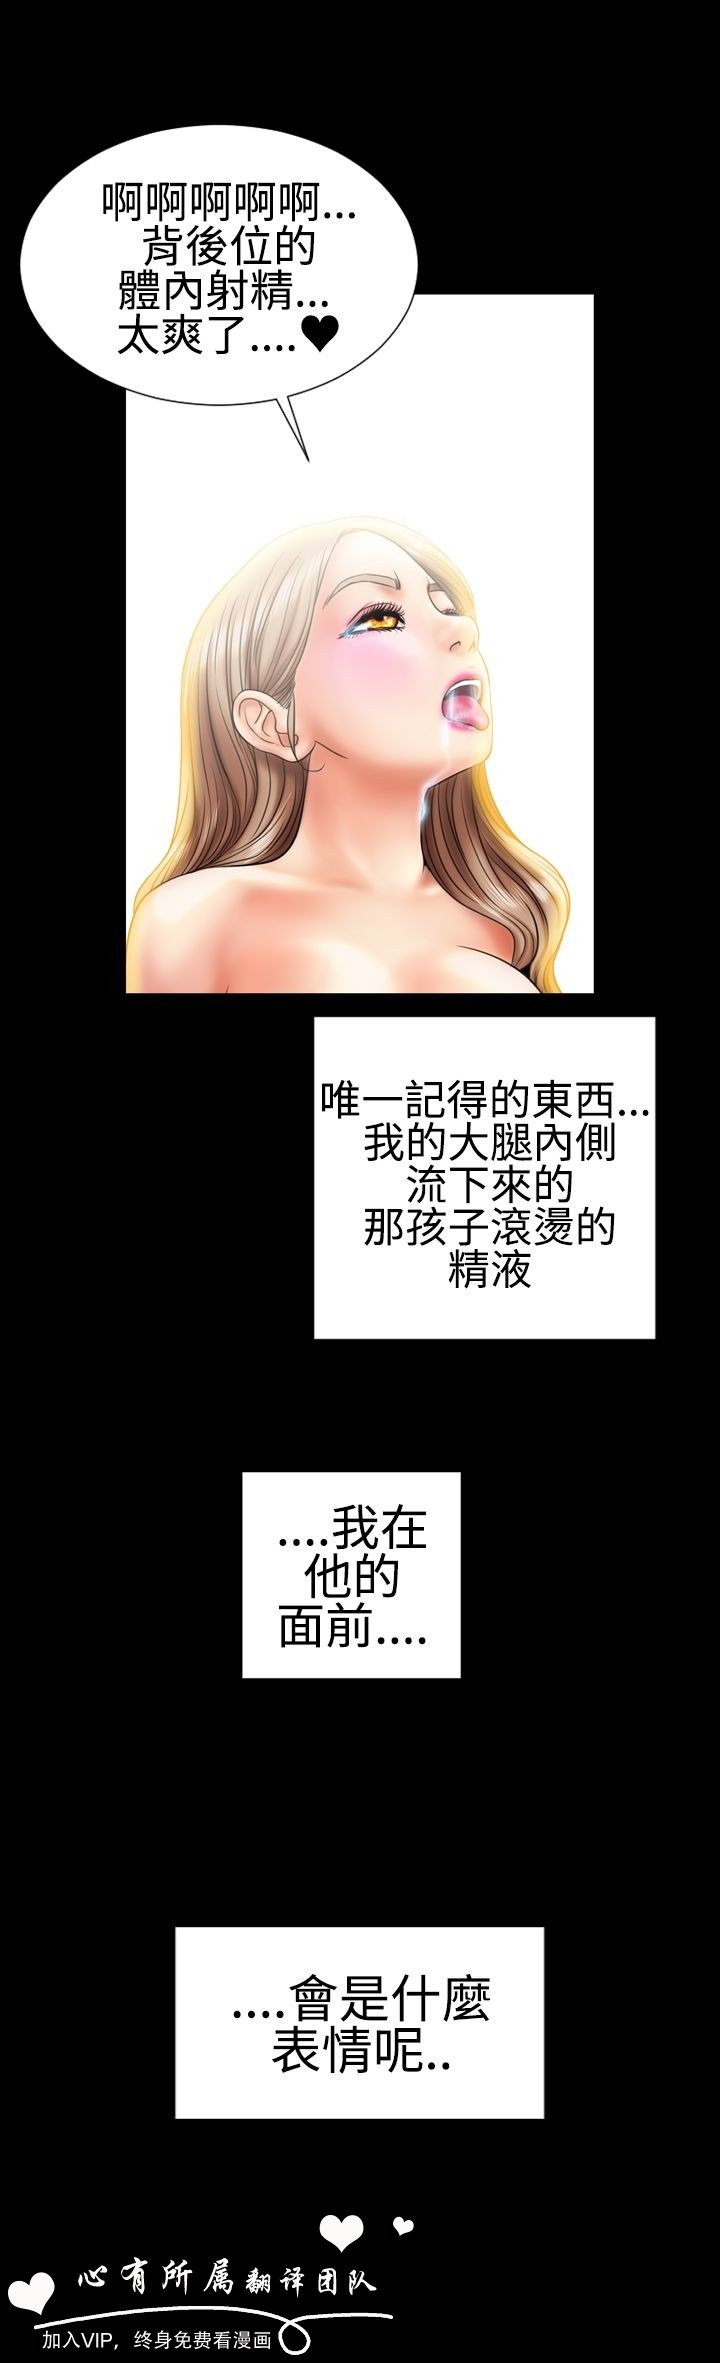 啊啊啊啊啊...
背後位的
體內射精...
太爽了....♥
唯一記得的東西...
我的大腿內側
流下來的
那孩子滾燙的
精液
....我在
他的
面前....
....會是什麼
表情呢..
心有所属翻译团队
加入VIP，终身免费看漫画